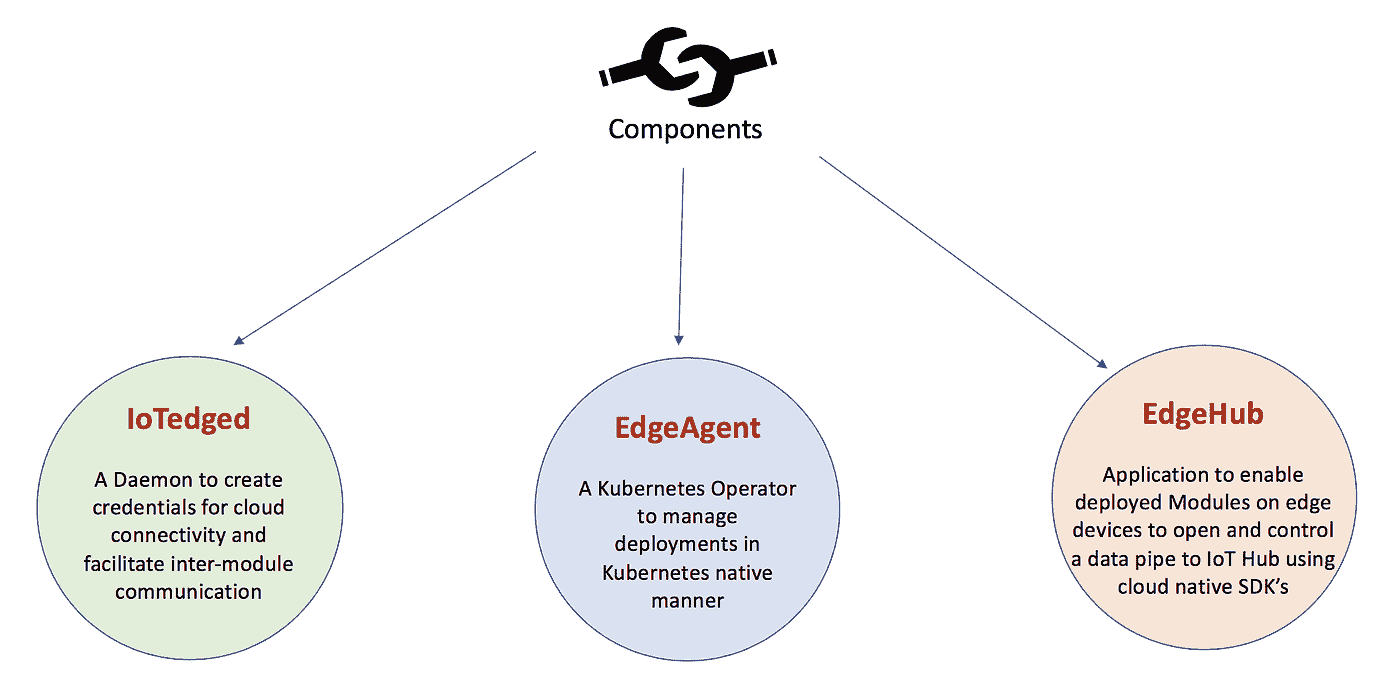 Components
IoTedged
A Daemon to create
credentials for cloud
connectivity and
facilitate inter-module
communication
EdgeAgent
A Kubernetes Operator
to manage
deployments in
Kubernetes native
manner
EdgeHub
Application to enable
deployed Modules on edge
devices to open and control
a data pipe to IoT Hub using
cloud native SDK's